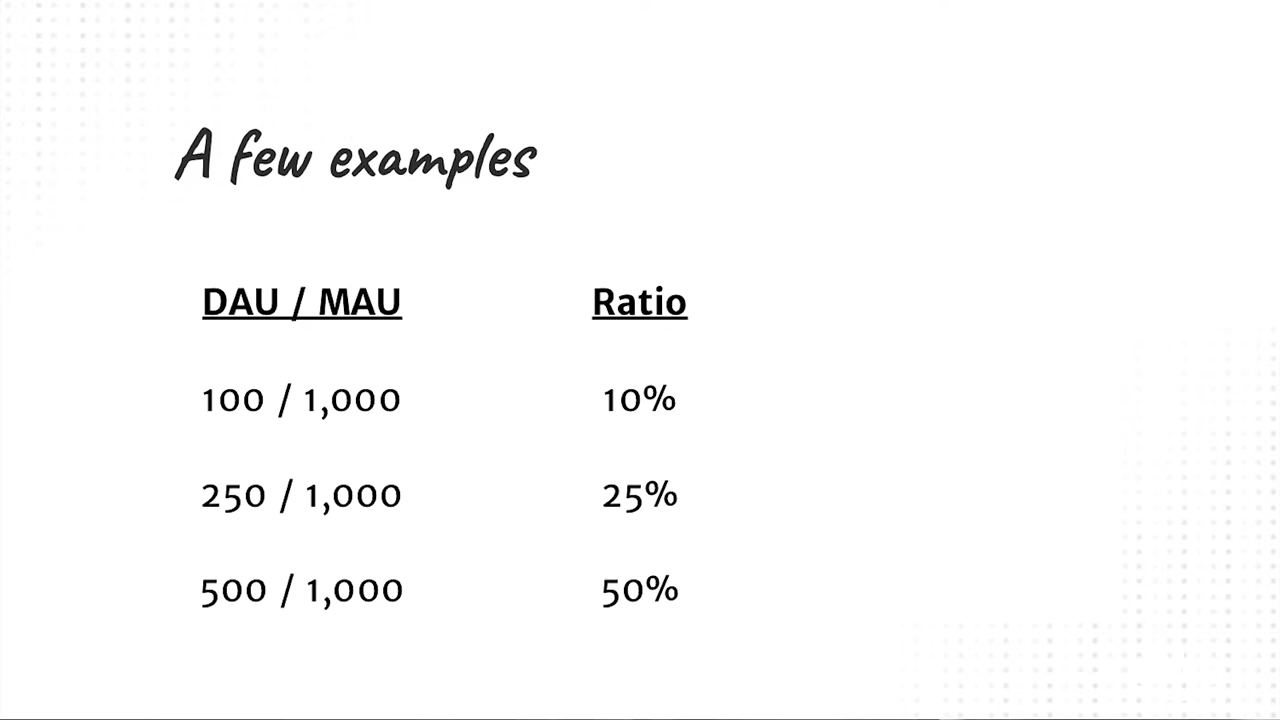 A few examples
DAU / MAU Ratio
100 / 1,000 10%
250 / 1,000 25%
500 / 1,000 50%